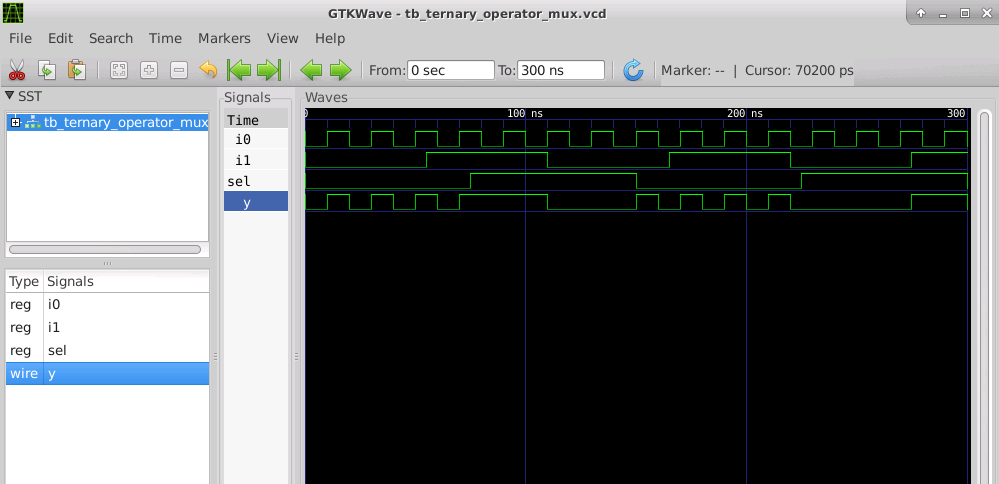 GTKWave - tb_ternary_operator_mux.vcd
File Edit Search Time Markers View Help
From: 0 sec To: 300 ns Marker: -- | Cursor: 70200 ps
SST
tb_ternary_operator_mux
Type Signals
reg i0
reg i1
reg sel
wire y
Signals
Time
i0
i1
sel
y
Waves
0 100 ns 200 ns 300